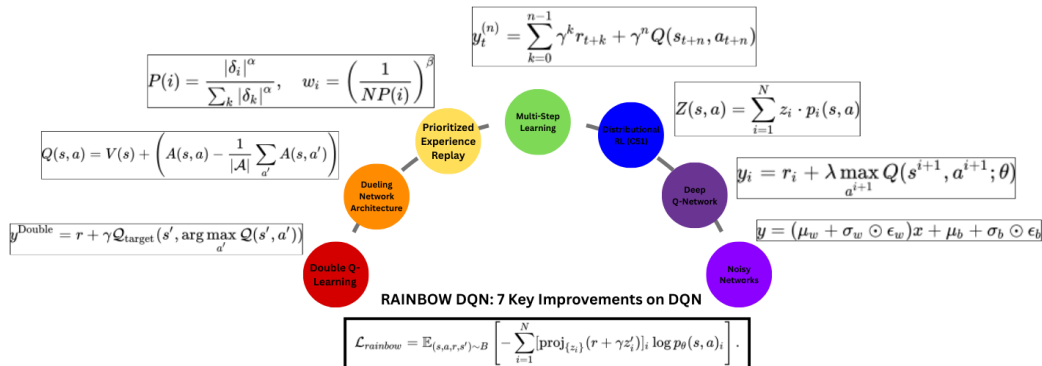 y_t^{(n)} = \sum_{k=0}^{n-1} \gamma^k r_{t+k} + \gamma^n Q(s_{t+n}, a_{t+n})
P(i) = \frac{|\delta_i|^\alpha}{\sum_k |\delta_k|^\alpha}, \quad w_i = \left( \frac{1}{NP(i)} \right)^\beta
Z(s, a) = \sum_{i=1}^{N} z_i \cdot p_i(s, a)
Q(s, a) = V(s) + \left( A(s, a) - \frac{1}{|\mathcal{A}|} \sum_{a'} A(s, a') \right)
y_i = r_i + \lambda \max_{a^{i+1}} Q(s^{i+1}, a^{i+1}; \theta)
y^{Double} = r + \gamma \mathcal{Q}_{target}(s', \arg\max_{a'} \mathcal{Q}(s', a'))
y = (\mu_w + \sigma_w \odot \epsilon_w)x + \mu_b + \sigma_b \odot \epsilon_b
Double Q-
Learning
Dueling
Network
Architecture
Prioritized
Experience
Replay
Multi-Step
Learning
Distributional
RL (C51)
Deep
Q-Network
Noisy
Networks
RAINBOW DQN: 7 Key Improvements on DQN
\mathcal{L}_{rainbow} = \mathbb{E}_{(s,a,r,s') \sim B} \left[ -\sum_{i=1}^{N} [\text{proj}_{\{z_i\}}(r + \gamma z_i')]_i \log p_\theta(s, a)_i \right].